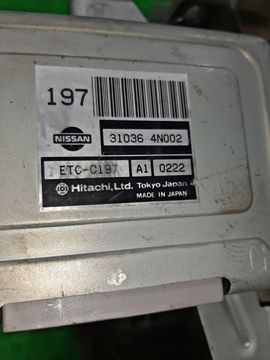 197
NISSAN 31036 4N002
ETC-C197 A1 0222
Hitachi, Ltd. Tokyo Japan
MADE IN JAPAN